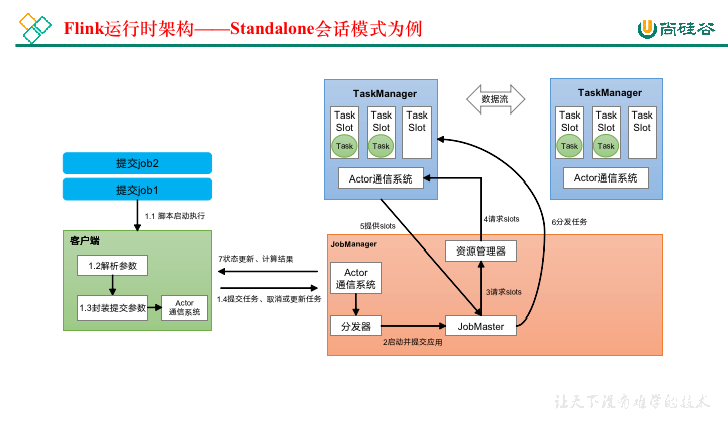 Flink运行时架构——Standalone会话模式为例
尚硅谷
TaskManager
Task
Slot
Task
Slot
Task
Slot
Task
Task
Actor通信系统
数据流
TaskManager
Task
Slot
Task
Slot
Task
Slot
Task
Task
Actor通信系统
提交job2
提交job1
1.1 脚本启动执行
5提供slots
4请求slots
6分发任务
客户端
1.2解析参数
1.3封装提交参数
Actor
通信系统
7状态更新、计算结果
1.4提交任务、取消或更新任务
JobManager
Actor
通信系统
资源管理器
3请求slots
分发器
2启动并提交应用
JobMaster
让天下没有难学的技术